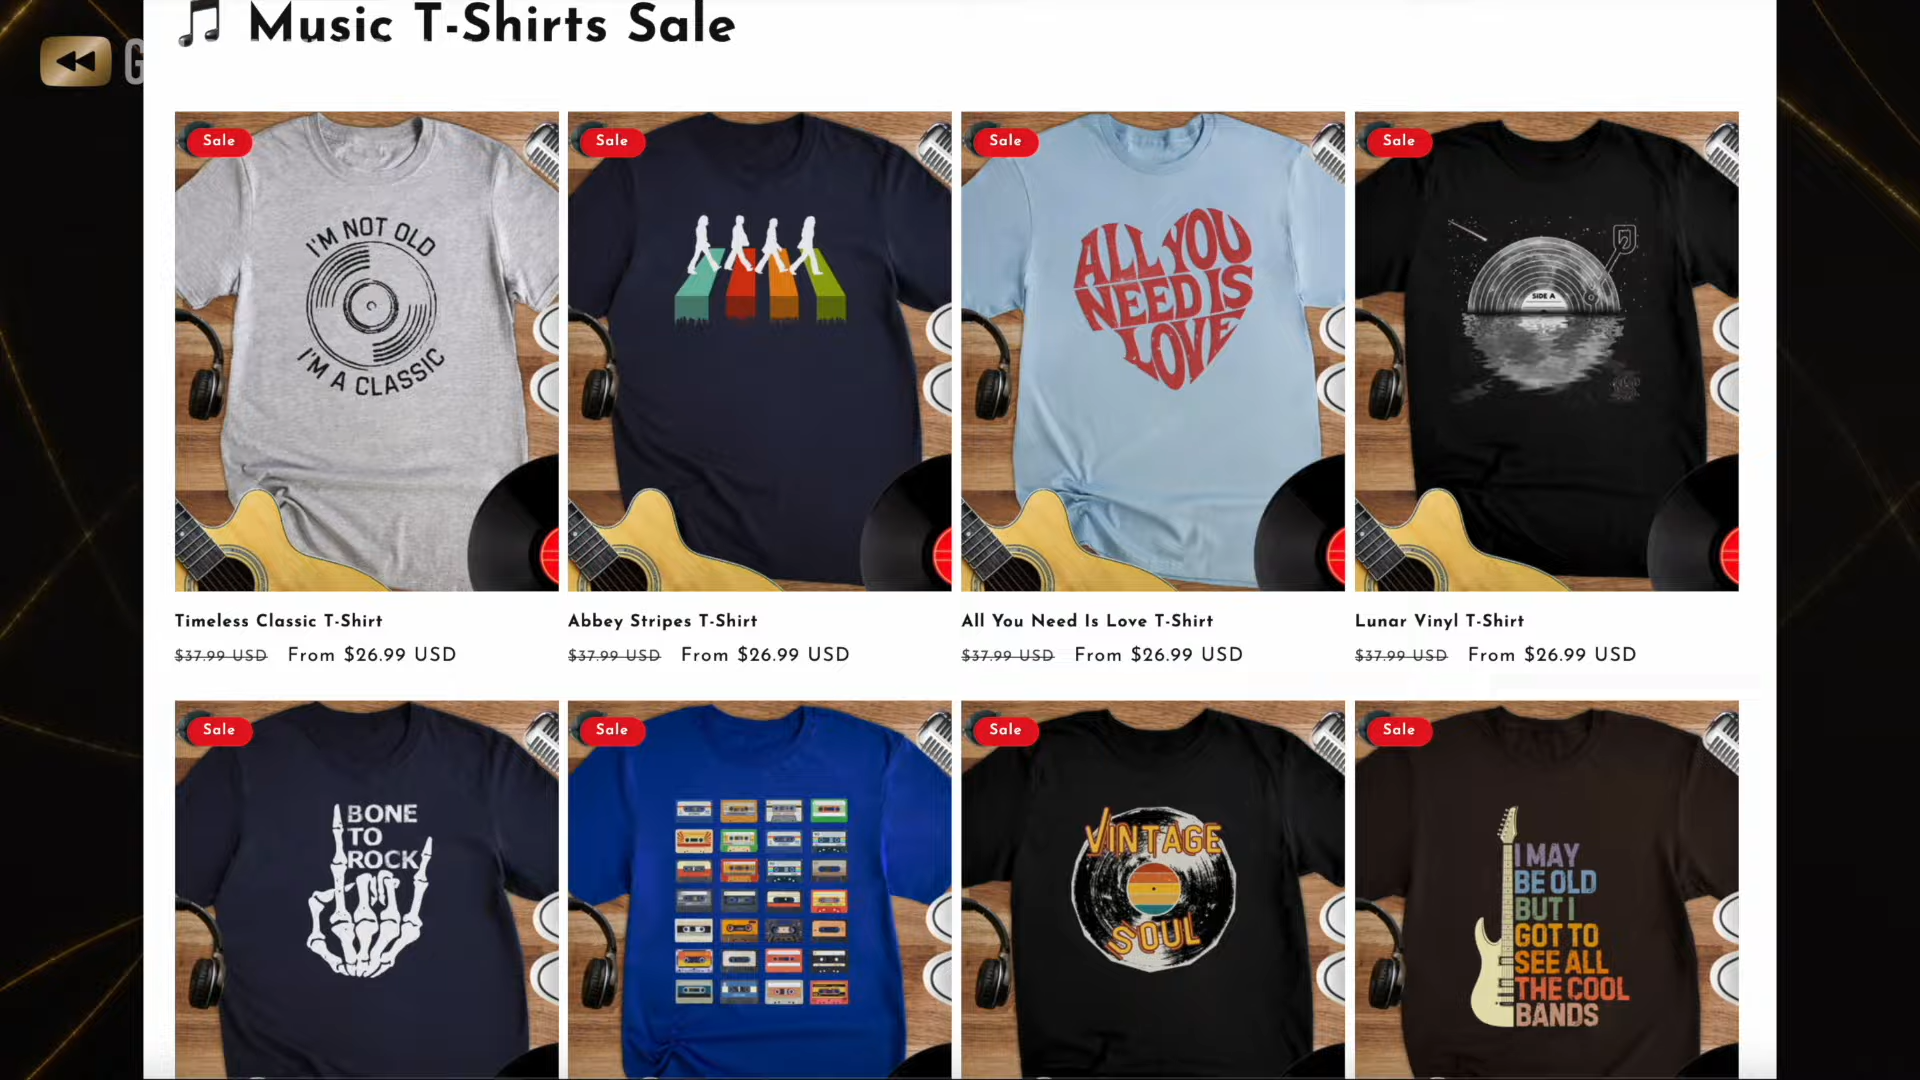 Music T-Shirts Sale
G
Sale
Sale
Sale
Sale
I'M NOT OLD
I'M A CLASSIC
ALL YOU
NEED IS
LOVE
SIDE A
Timeless Classic T-Shirt
Abbey Stripes T-Shirt
All You Need Is Love T-Shirt
Lunar Vinyl T-Shirt
$37.99 USD From $26.99 USD
$37.99 USD From $26.99 USD
$37.99 USD From $26.99 USD
$37.99 USD From $26.99 USD
Sale
Sale
Sale
Sale
BONE
TO
ROCK
VINTAGE
SOUL
I MAY
BE OLD
BUT I
GOT TO
SEE ALL
THE COOL
BANDS